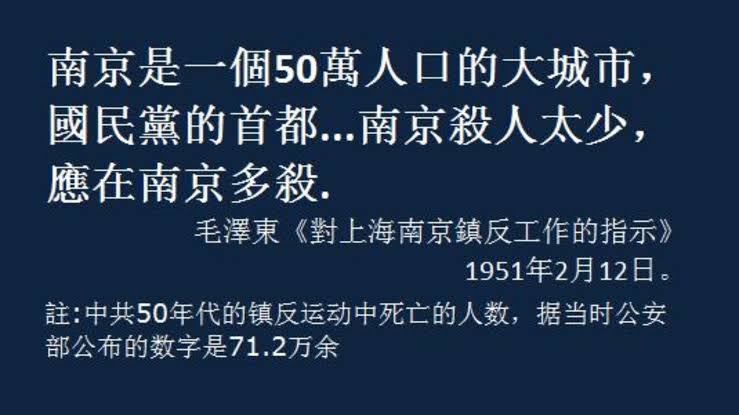 南京是一個50萬人口的大城市，
國民黨的首都...南京殺人太少，
應在南京多殺.
毛澤東《對上海南京鎮反工作的指示》
1951年2月12日。
註:中共50年代的镇反运动中死亡的人数，据当时公安
部公布的数字是71.2万余